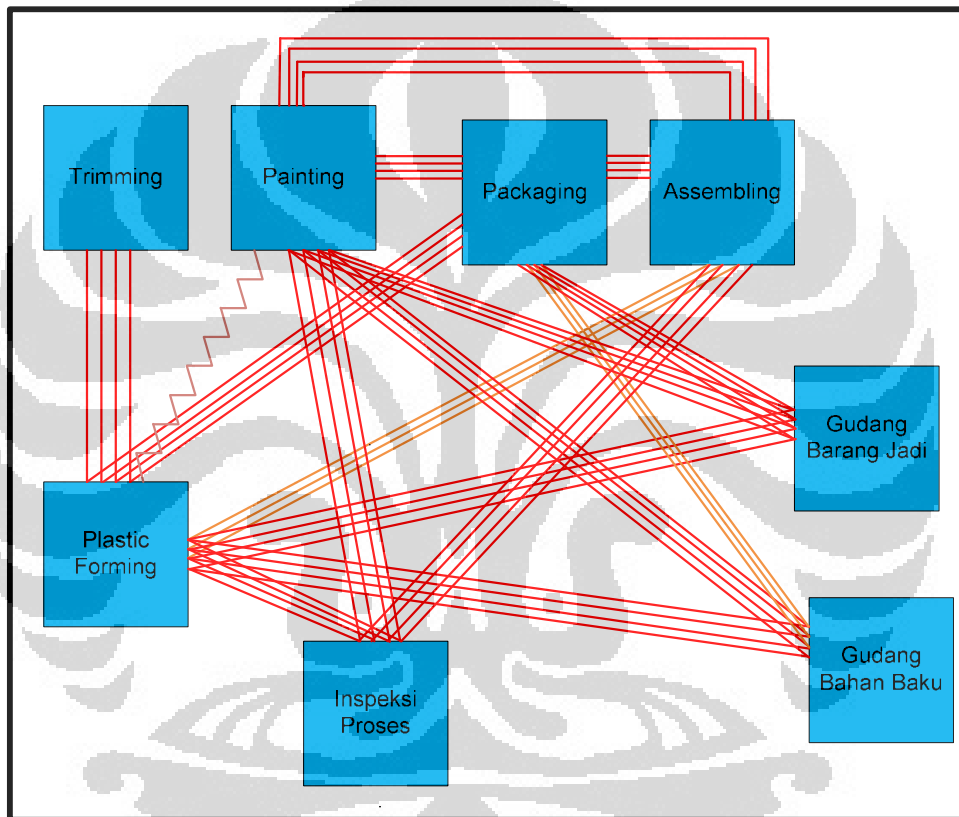 Trimming
Painting
Packaging
Assembling
Gudang
Barang Jadi
Plastic
Forming
Gudang
Bahan Baku
Inspeksi
Proses